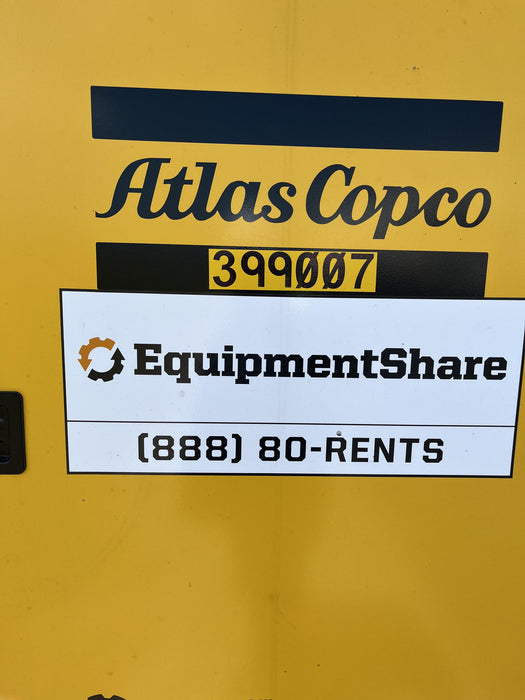 Atlas Copco
399007
EquipmentShare
(888) 80-RENTS